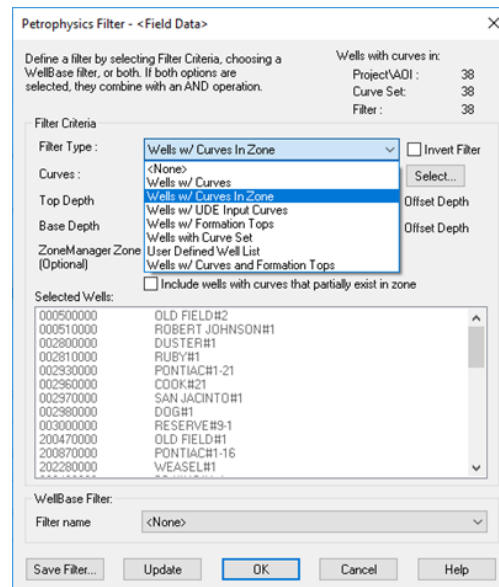 Petrophysics Filter - <Field Data>
Define a filter by selecting Filter Criteria, choosing a
WellBase filter, or both. If both options are
selected, they combine with an AND operation.
Wells with curves in:
Project\AOI : 38
Curve Set: 38
Filter : 38
Filter Criteria
Filter Type : Wells w/ Curves In Zone Invert Filter
Curves : Select...
Top Depth Offset Depth
Base Depth Offset Depth
ZoneManager Zone
(Optional)
<None>
Wells w/ Curves
Wells w/ Curves In Zone
Wells w/ UDE Input Curves
Wells w/ Formation Tops
Wells with Curve Set
User Defined Well List
Wells w/ Curves and Formation Tops
Include wells with curves that partially exist in zone
Selected Wells:
000500000 OLD FIELD#2
000510000 ROBERT JOHNSON#1
002800000 DUSTER#1
002810000 RUBY#1
002930000 PONTIAC#1-21
002960000 COOK#21
002970000 SAN JACINTO#1
002980000 DOG#1
003000000 RESERVE#9-1
200470000 OLD FIELD#1
200870000 PONTIAC#1-16
202280000 WEASEL#1
WellBase Filter:
Filter name <None>
Save Filter... Update OK Cancel Help